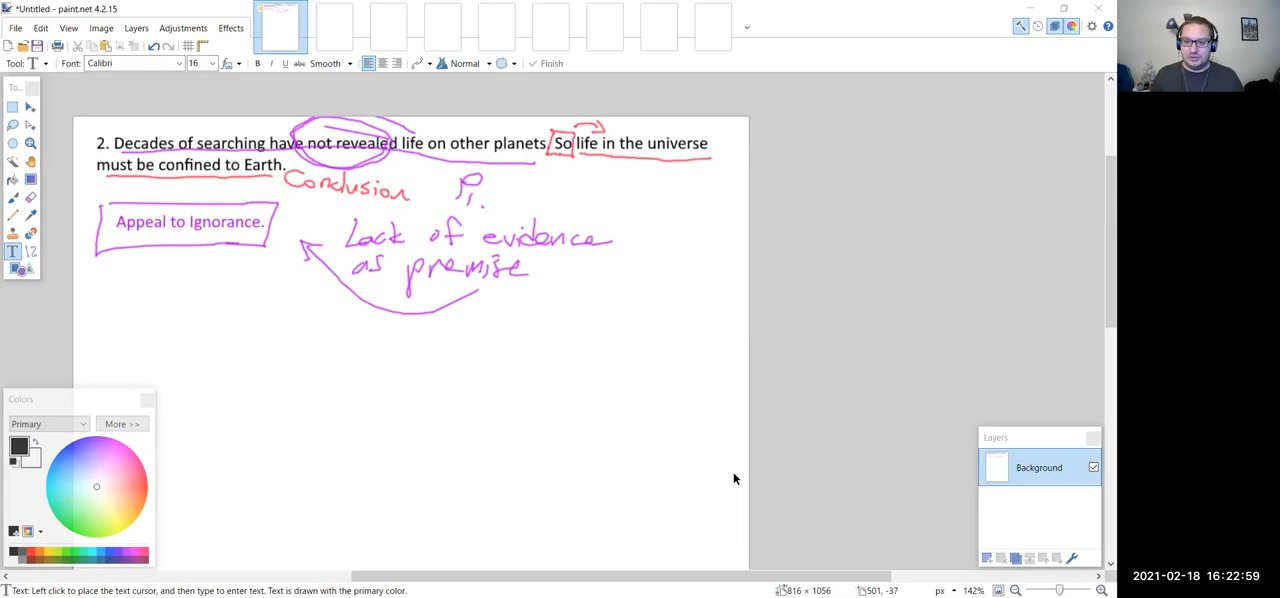 *Untitled - paint.net 4.2.15
File Edit View Image Layers Adjustments Effects
Tool: T Font: Calibri 16 B I U abc Smooth Normal Finish
To...
2. Decades of searching have not revealed life on other planets. So life in the universe
must be confined to Earth.
Conclusion
P1.
Appeal to Ignorance.
Lack of evidence
as premise
Colors
Primary
More >>
Layers
Background
Text: Left click to place the text cursor, and then type to enter text. Text is drawn with the primary color.
816 x 1056
501, -37
px
142%
2021-02-18 16:22:59